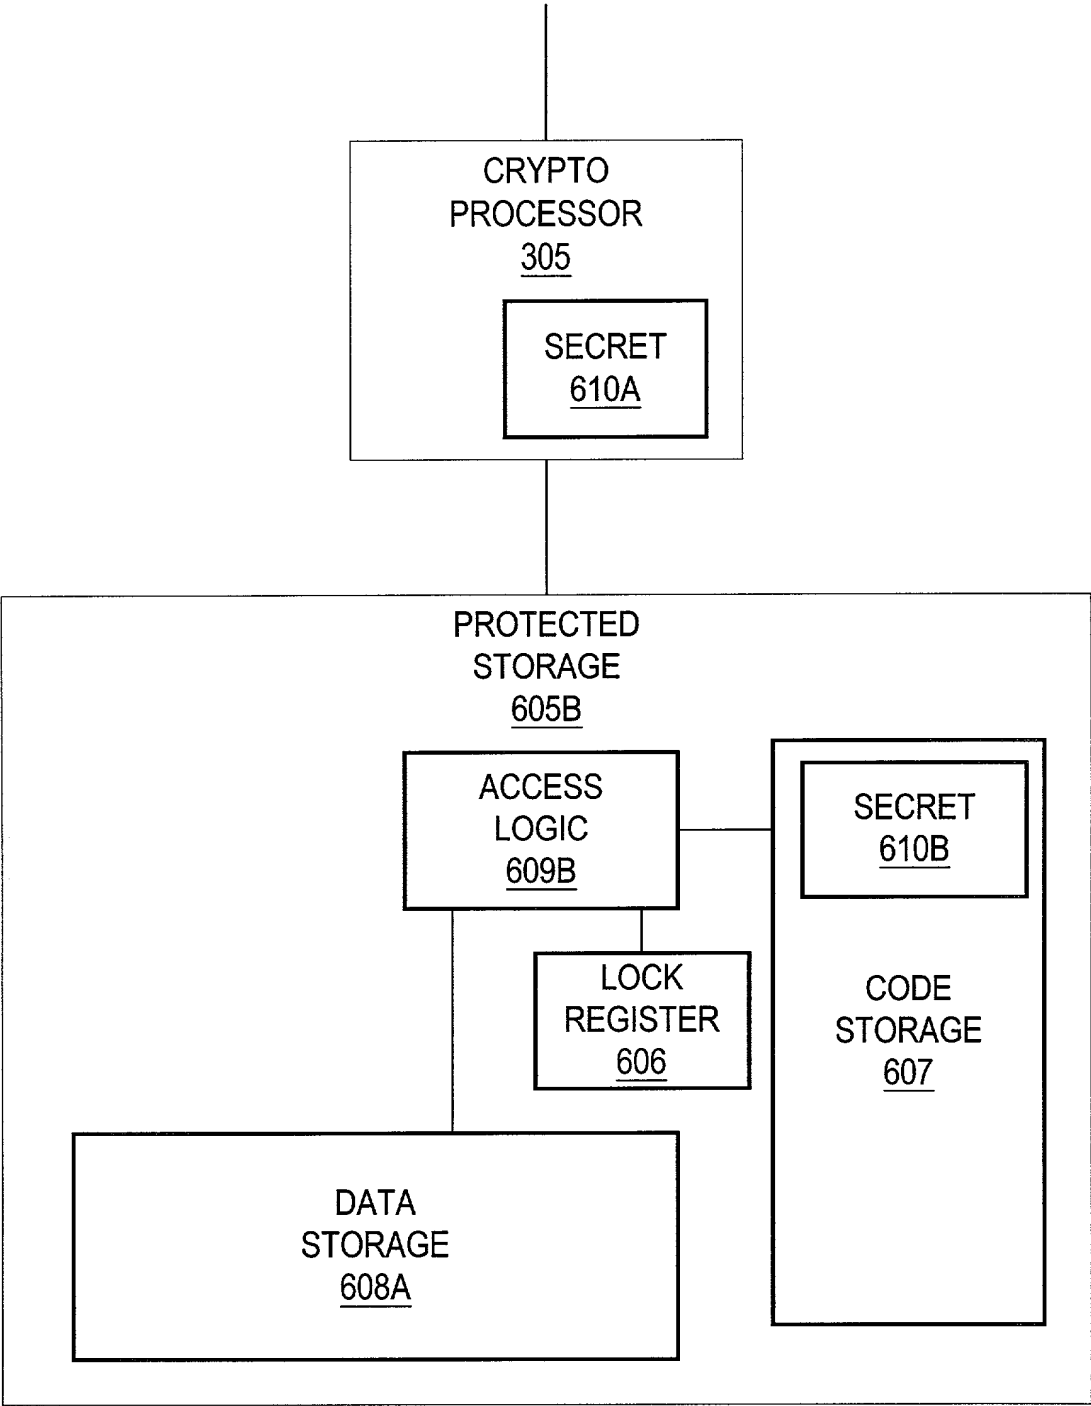 CRYPTO
PROCESSOR
305
SECRET
610A
PROTECTED
STORAGE
605B
ACCESS
LOGIC
609B
SECRET
610B
LOCK
REGISTER
606
CODE
STORAGE
607
DATA
STORAGE
608A